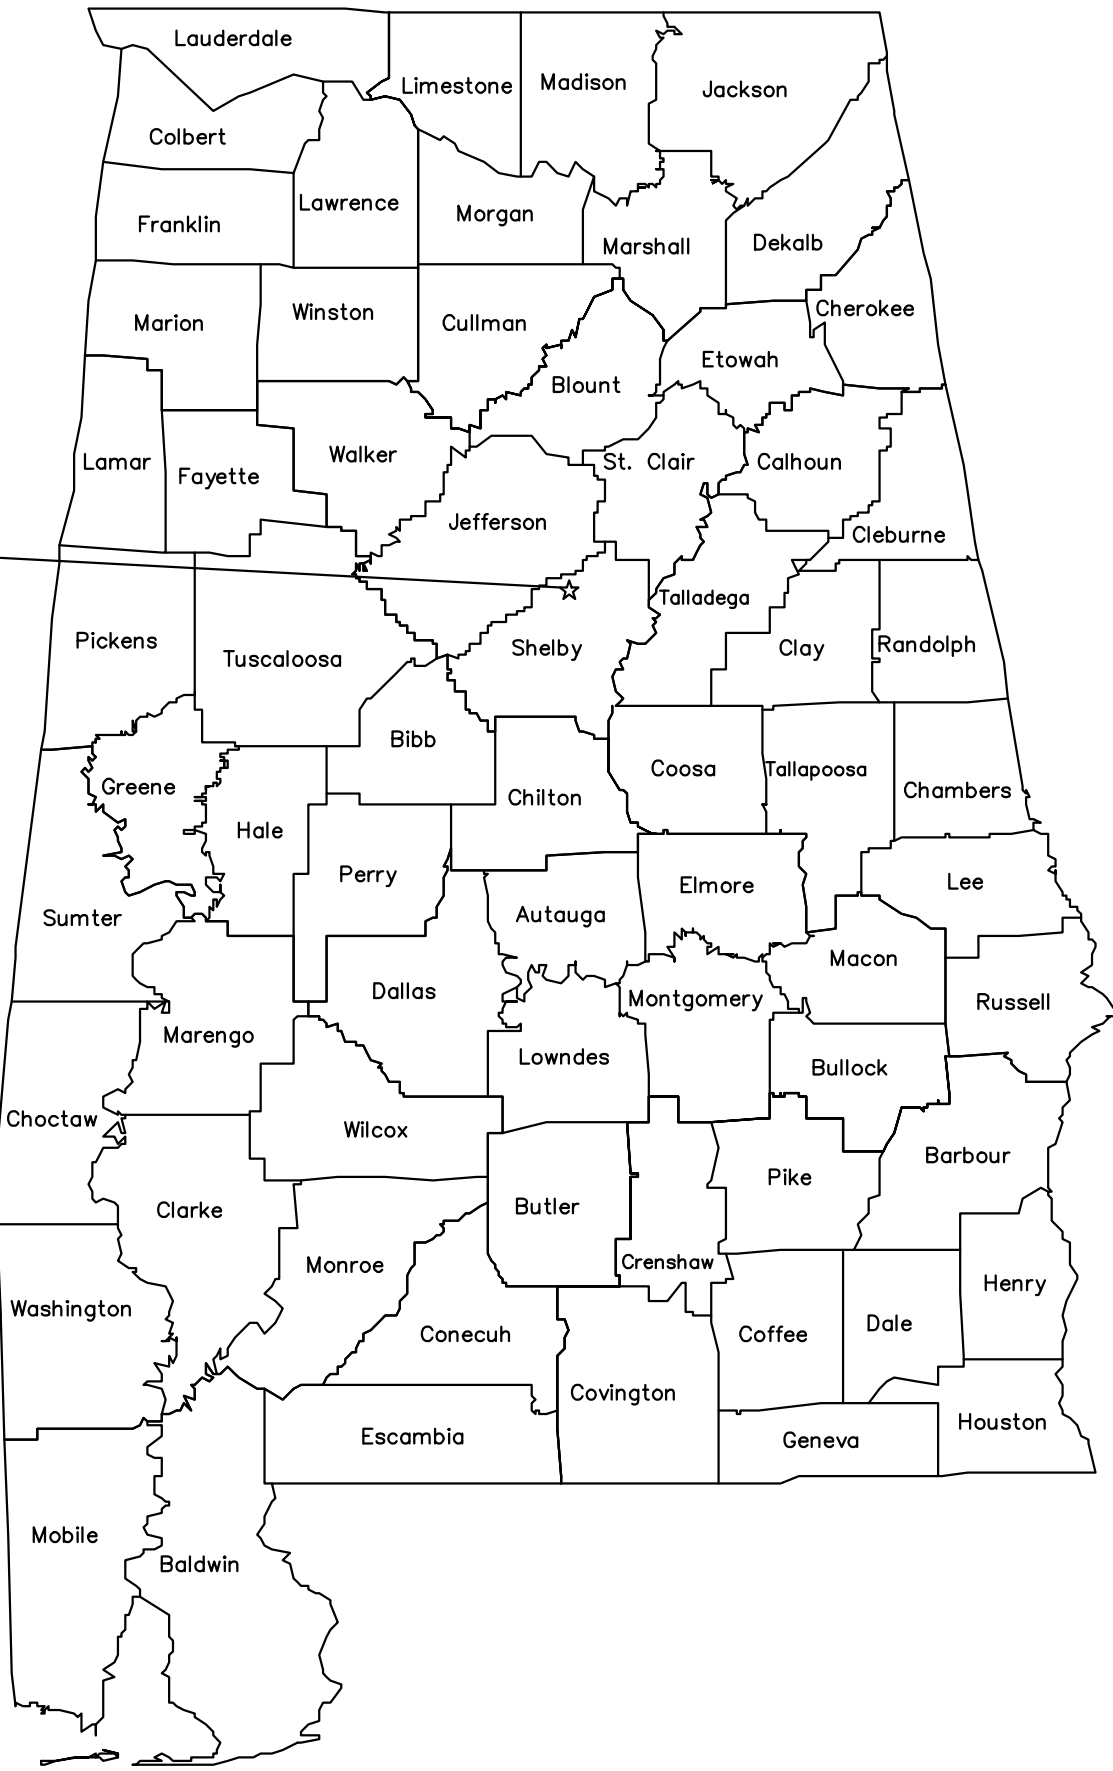 Lauderdale
Limestone
Madison
Jackson
Colbert
Lawrence
Franklin
Morgan
Marshall
Dekalb
Cherokee
Marion
Winston
Cullman
Etowah
Blount
Lamar
Fayette
Walker
St. Clair
Calhoun
Jefferson
Cleburne
Talladega
Pickens
Tuscaloosa
Shelby
Clay
Randolph
Bibb
Greene
Coosa
Tallapoosa
Chambers
Chilton
Hale
Perry
Elmore
Lee
Sumter
Autauga
Macon
Dallas
Montgomery
Russell
Marengo
Lowndes
Bullock
Choctaw
Wilcox
Barbour
Pike
Clarke
Butler
Monroe
Crenshaw
Henry
Washington
Conecuh
Coffee
Dale
Covington
Escambia
Geneva
Houston
Mobile
Baldwin